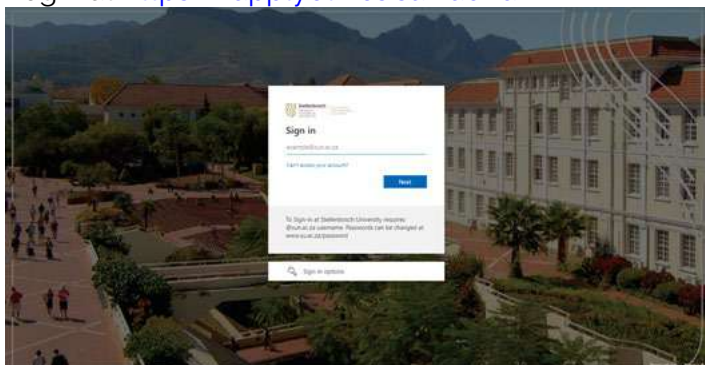 Stellenbosch
Sign in
example@sun.ac.za
Can't access your account?
Next
To Sign-in at Stellenbosch University requires
@sun.ac.za username. Passwords can be changed at
www.su.ac.za/password
Sign-in options